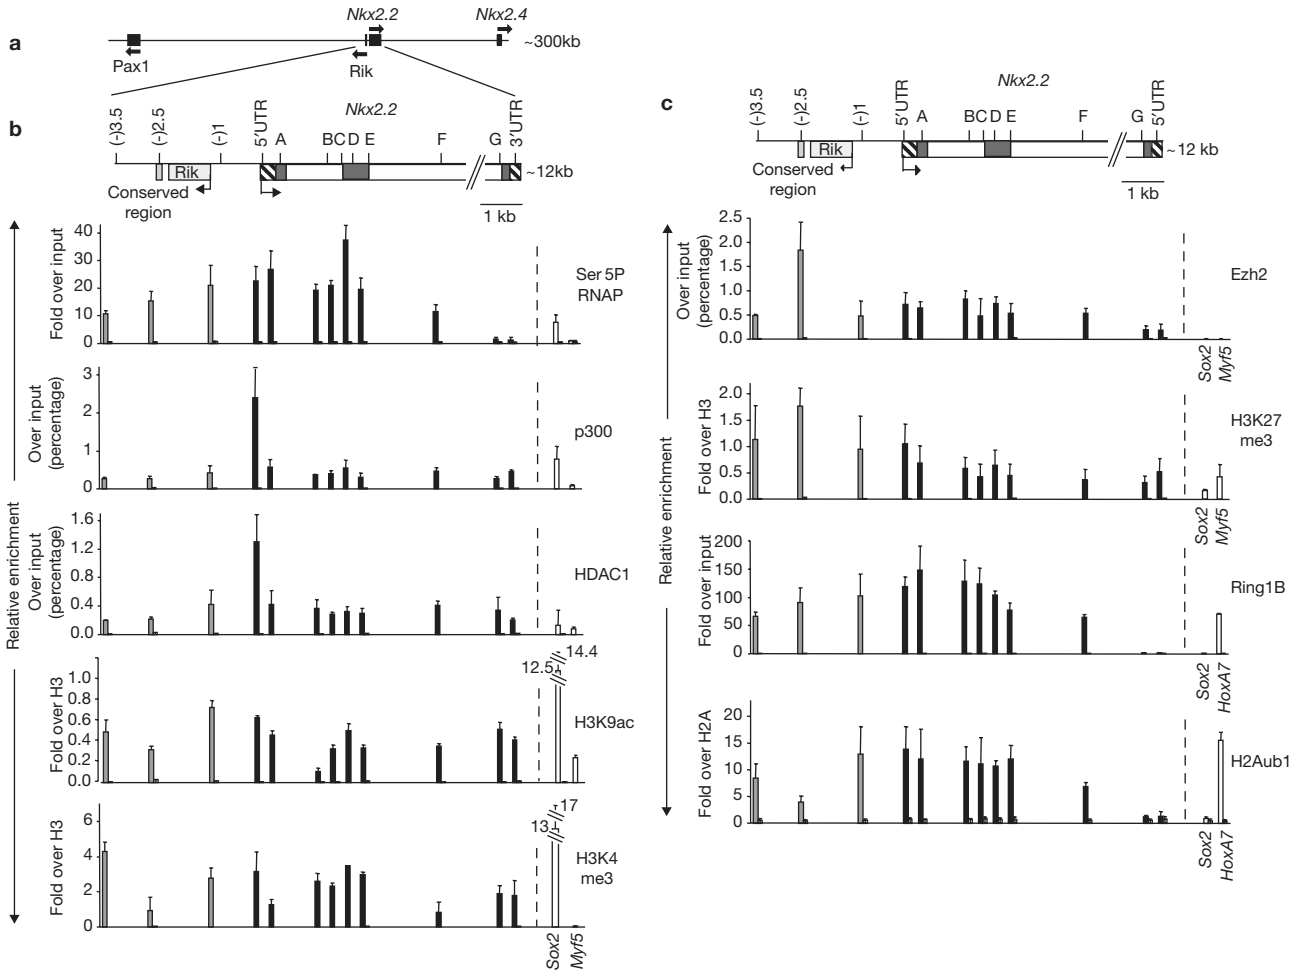 a
Nkx2.2
Nkx2.4
~300kb
Pax1
Rik
b
(-)3.5
(-)2.5
(-)1
5′UTR
A
Nkx2.2
B
C
D
E
F
G
3′UTR
Rik
~12kb
Conserved
region
1 kb
Relative enrichment
Fold over input
40
30
20
10
0
Ser 5P
RNAP
Over input
(percentage)
3
2
1
0
p300
Over input
(percentage)
1.6
1.2
0.8
0.4
0.0
HDAC1
Fold over H3
1.0
0.8
0.6
0.4
0.2
0.0
12.5
14.4
H3K9ac
Fold over H3
6
4
2
0
13
17
H3K4
me3
Sox2
Myf5
c
(-)3.5
(-)2.5
(-)1
5′UTR
A
Nkx2.2
B
C
D
E
F
G
5′UTR
Rik
~12 kb
Conserved
region
1 kb
Relative enrichment
Over input
(percentage)
2.5
2.0
1.5
1.0
0.5
0.0
Ezh2
Sox2
Myf5
Fold over H3
2.0
1.5
1.0
0.5
0.0
H3K27
me3
Sox2
Myf5
Fold over input
200
150
100
50
0
Ring1B
Sox2
HoxA7
Fold over H2A
20
15
10
5
0
H2Aub1
Sox2
HoxA7